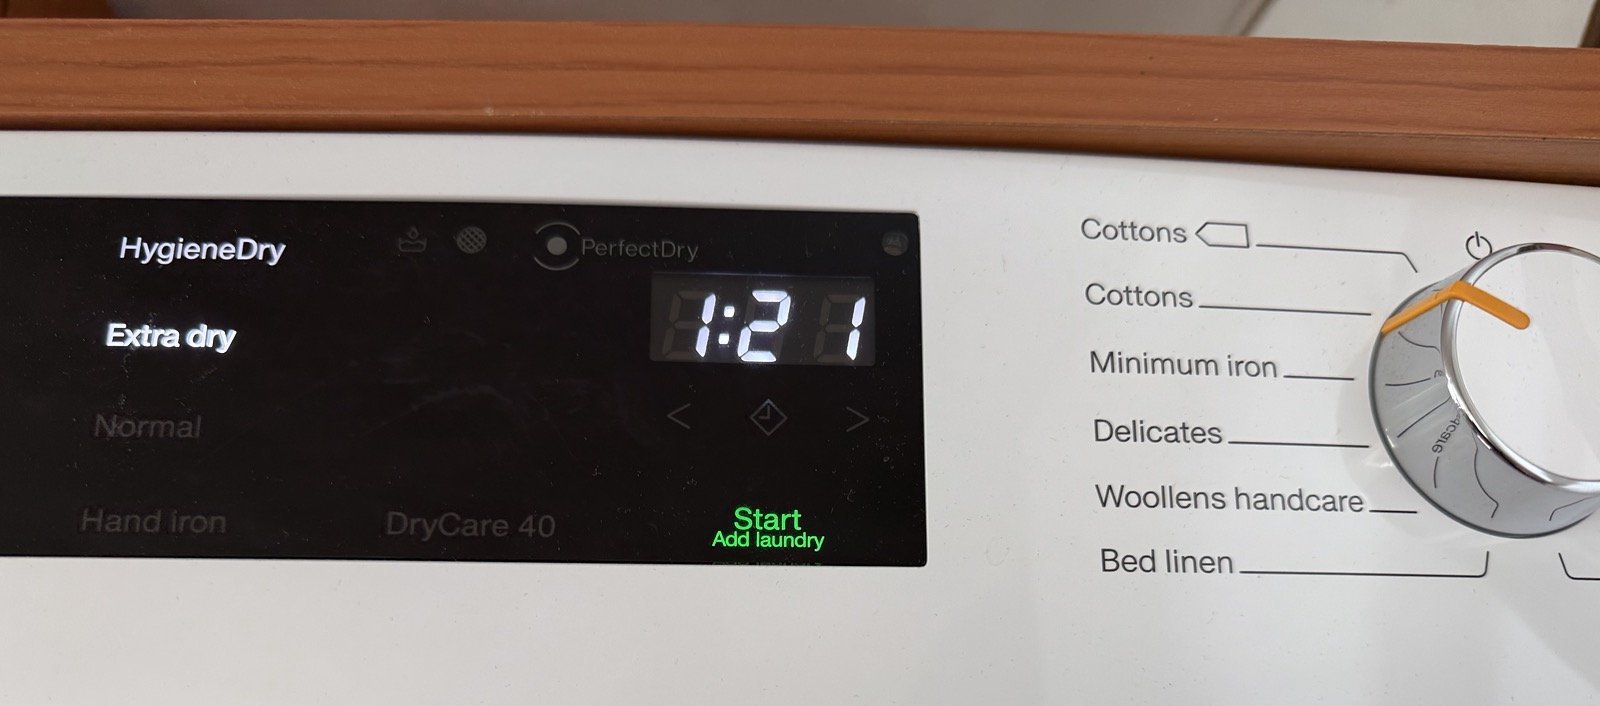 HygieneDry
PerfectDry
Extra dry
1:21
Normal
Hand iron
DryCare 40
Start
Add laundry
Cottons
Cottons
Minimum iron
Delicates
Woollens handcare
Bed linen